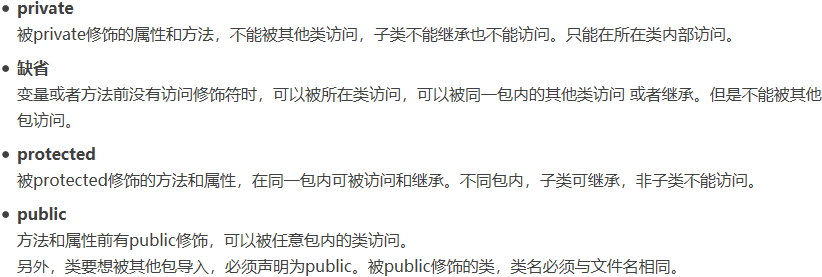 private
被private修饰的属性和方法，不能被其他类访问，子类不能继承也不能访问。只能在所在类内部访问。
缺省
变量或者方法前没有访问修饰符时，可以被所在类访问，可以被同一包内的其他类访问 或者继承。但是不能被其他
包访问。
protected
被protected修饰的方法和属性，在同一包内可被访问和继承。不同包内，子类可继承，非子类不能访问。
public
方法和属性前有public修饰，可以被任意包内的类访问。
另外，类要想被其他包导入，必须声明为public。被public修饰的类，类名必须与文件名相同。